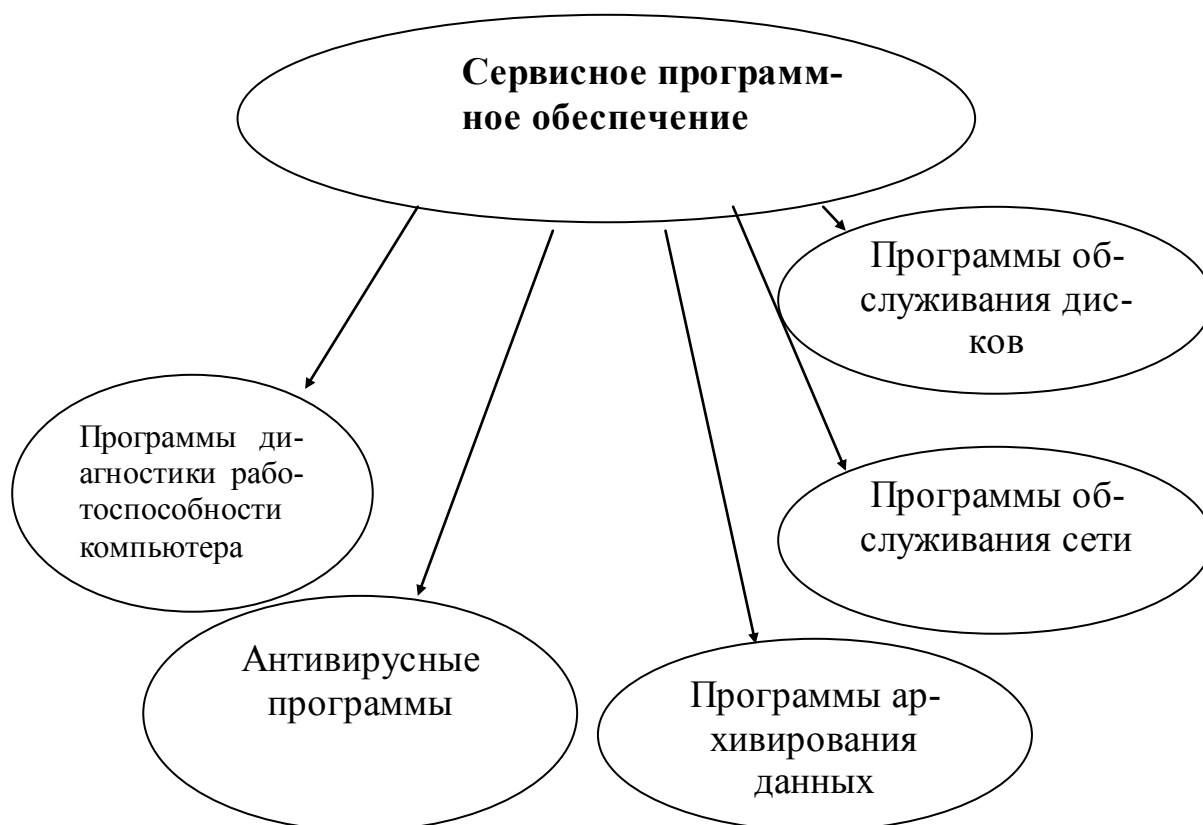 Сервисное программ-
ное обеспечение
Программы об-
служивания дис-
ков
Программы ди-
агностики рабо-
тоспособности
компьютера
Программы об-
служивания сети
Антивирусные
программы
Программы ар-
хивирования
данных